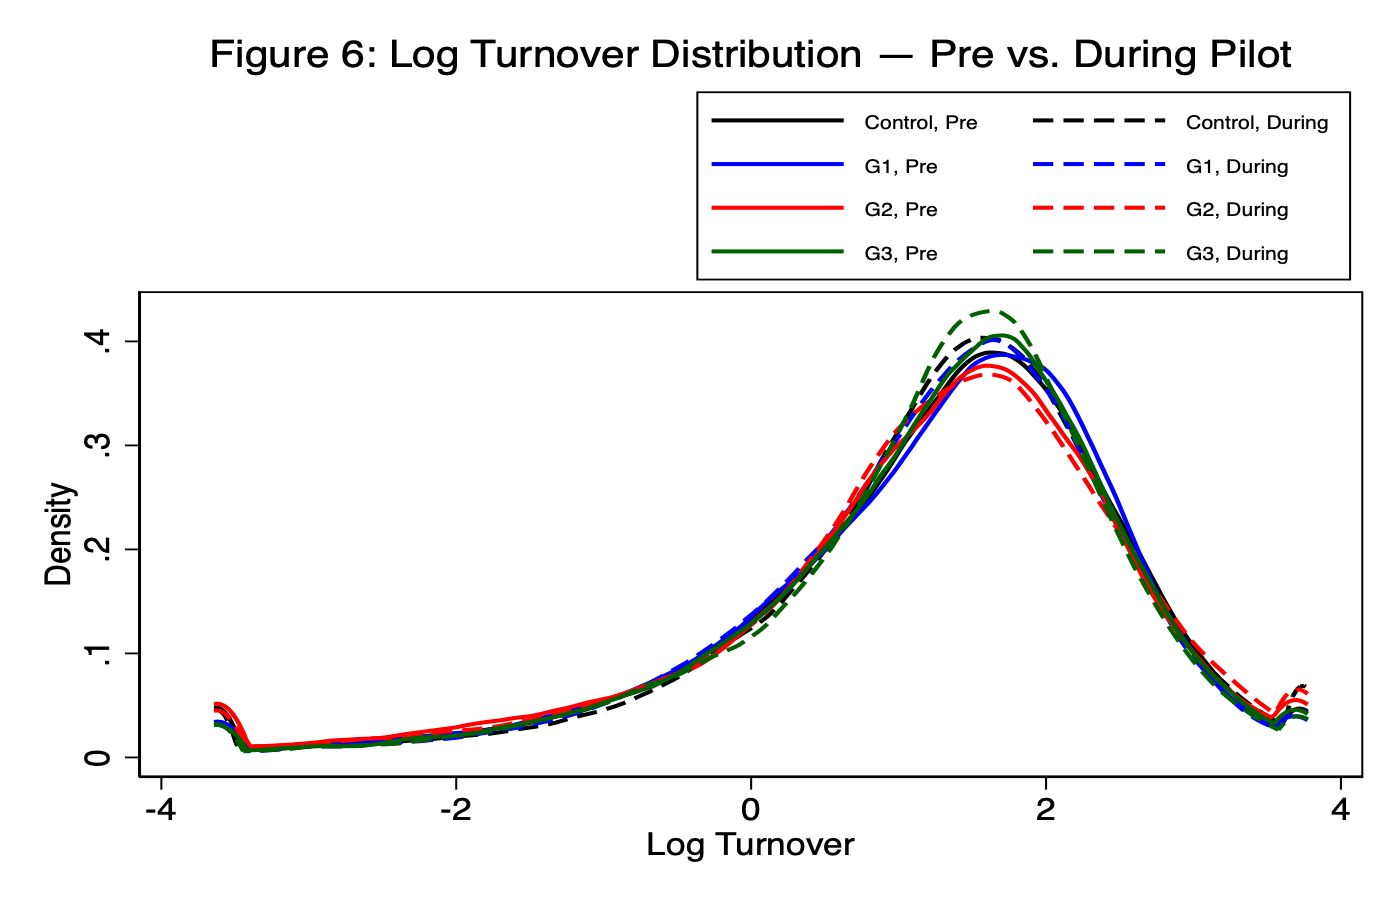 Figure 6: Log Turnover Distribution — Pre vs. During Pilot
Control, Pre
Control, During
G1, Pre
G1, During
G2, Pre
G2, During
G3, Pre
G3, During
.4
.3
.2
.1
0
Density
-4
-2
0
2
4
Log Turnover